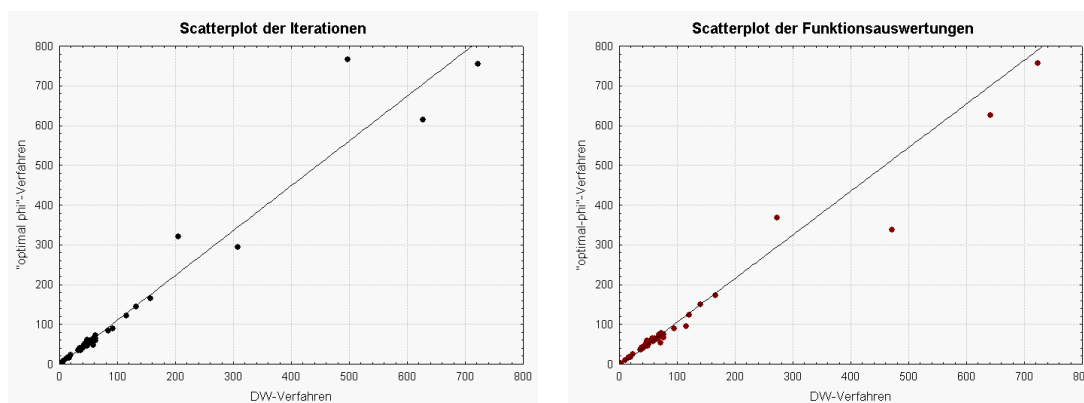 Scatterplot der Iterationen
800
700
600
500
400
300
200
100
0
"optimal phi"-Verfahren
0 100 200 300 400 500 600 700 800
DW-Verfahren
Scatterplot der Funktionsauswertungen
800
700
600
500
400
300
200
100
0
"optimal-phi"-Verfahren
0 100 200 300 400 500 600 700 800
DW-Verfahren